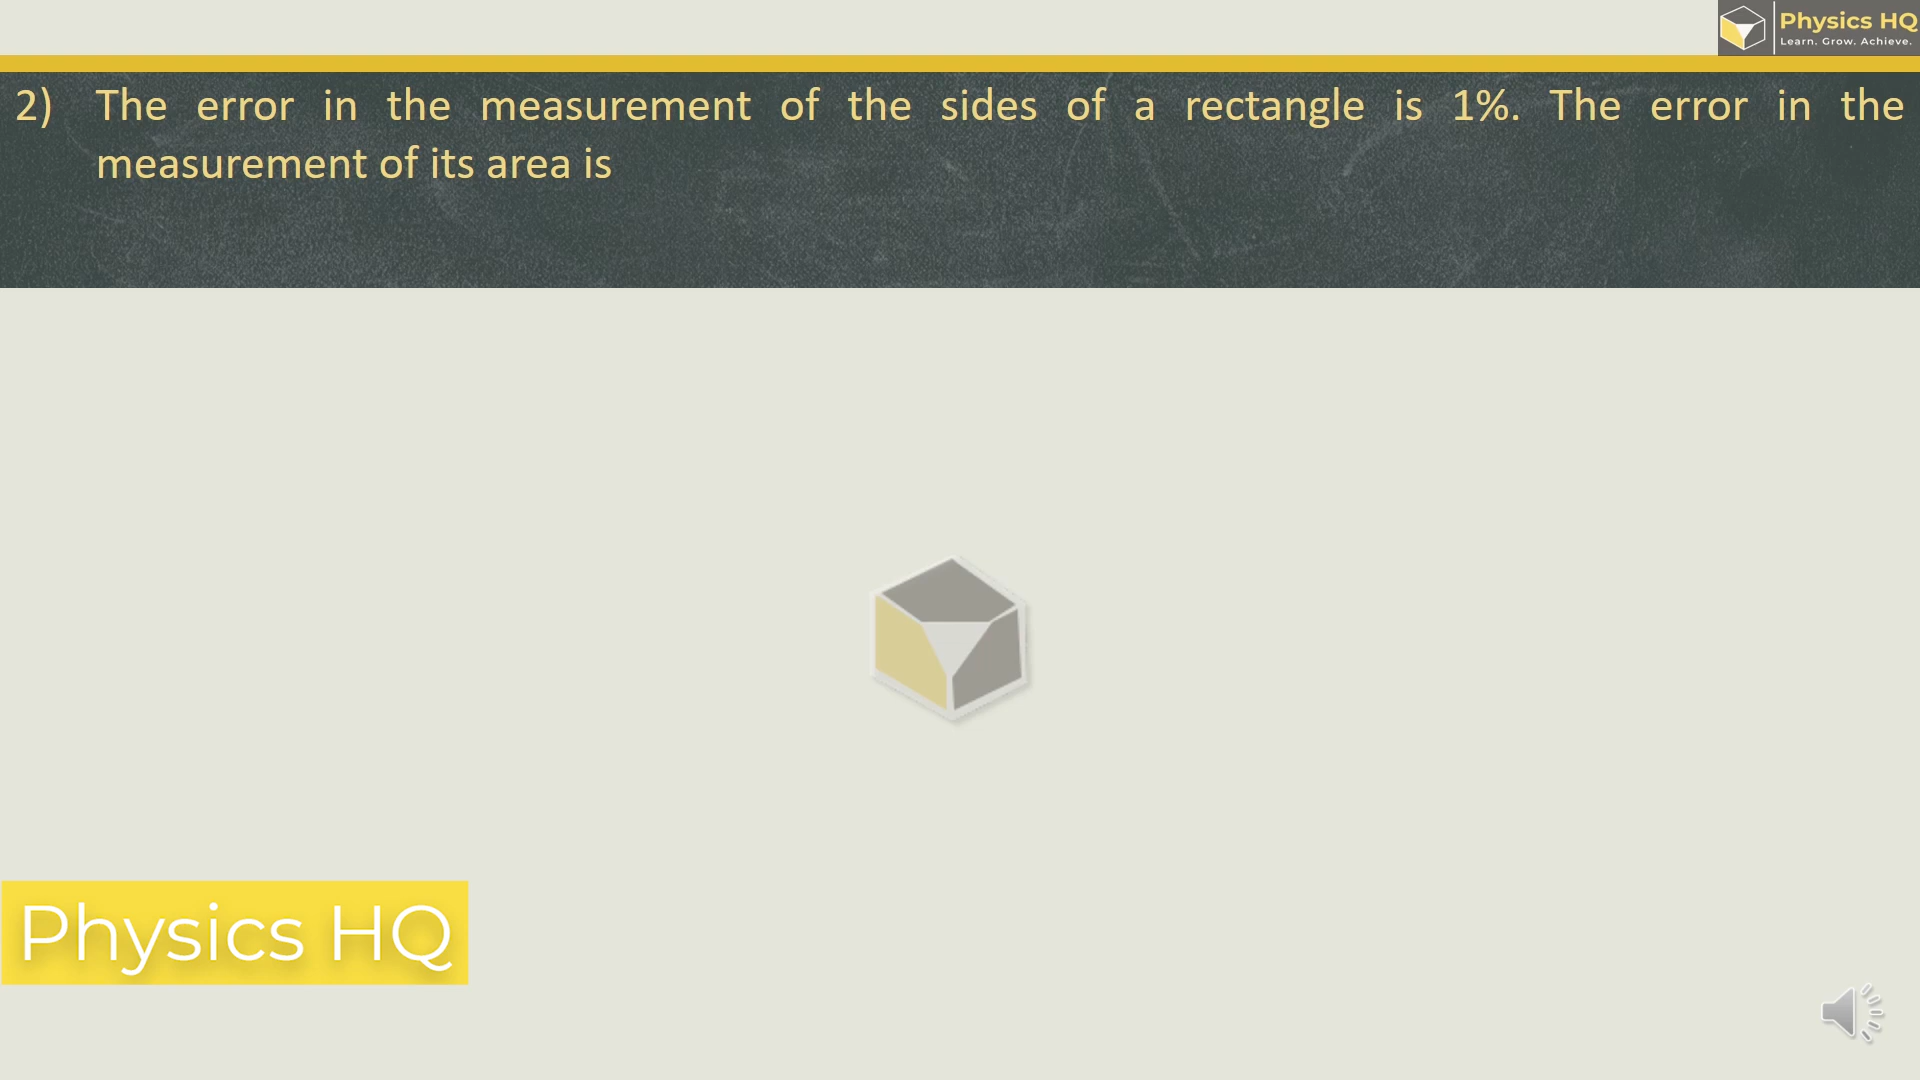 Physics HQ
Learn. Grow. Achieve.
2) The error in the measurement of the sides of a rectangle is 1%. The error in the
measurement of its area is
Physics HQ